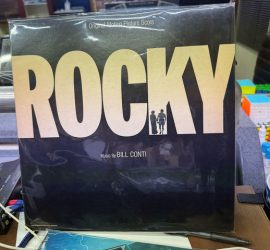 Original Motion Picture Score
ROCKY
Music By BILL CONTI